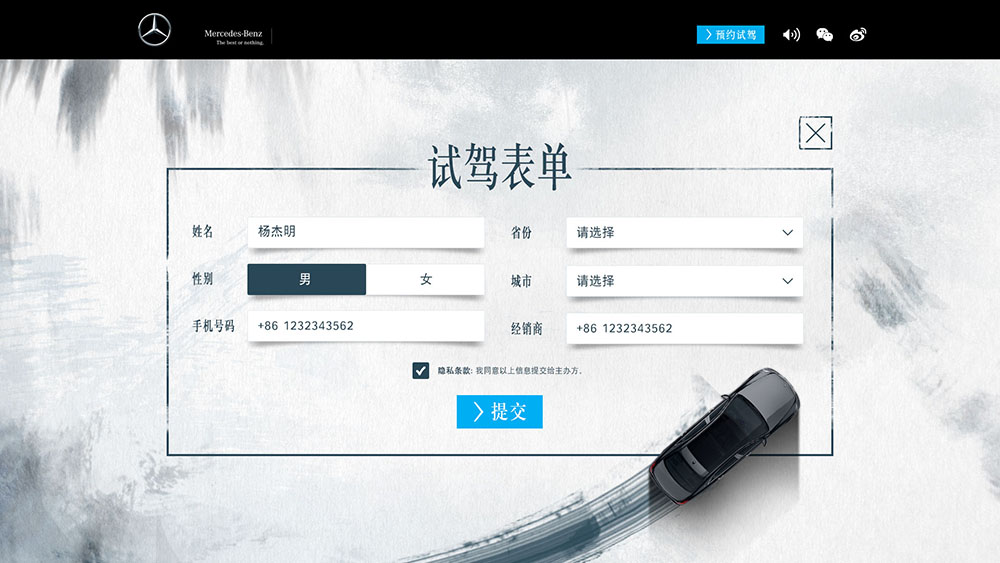 Mercedes-Benz
The best or nothing.
预约试驾
试驾表单
姓名
杨杰明
省份
请选择
性别
男
女
城市
请选择
手机号码
+86 1232343562
经销商
+86 1232343562
隐私条款: 我同意以上信息提交给主办方.
提交